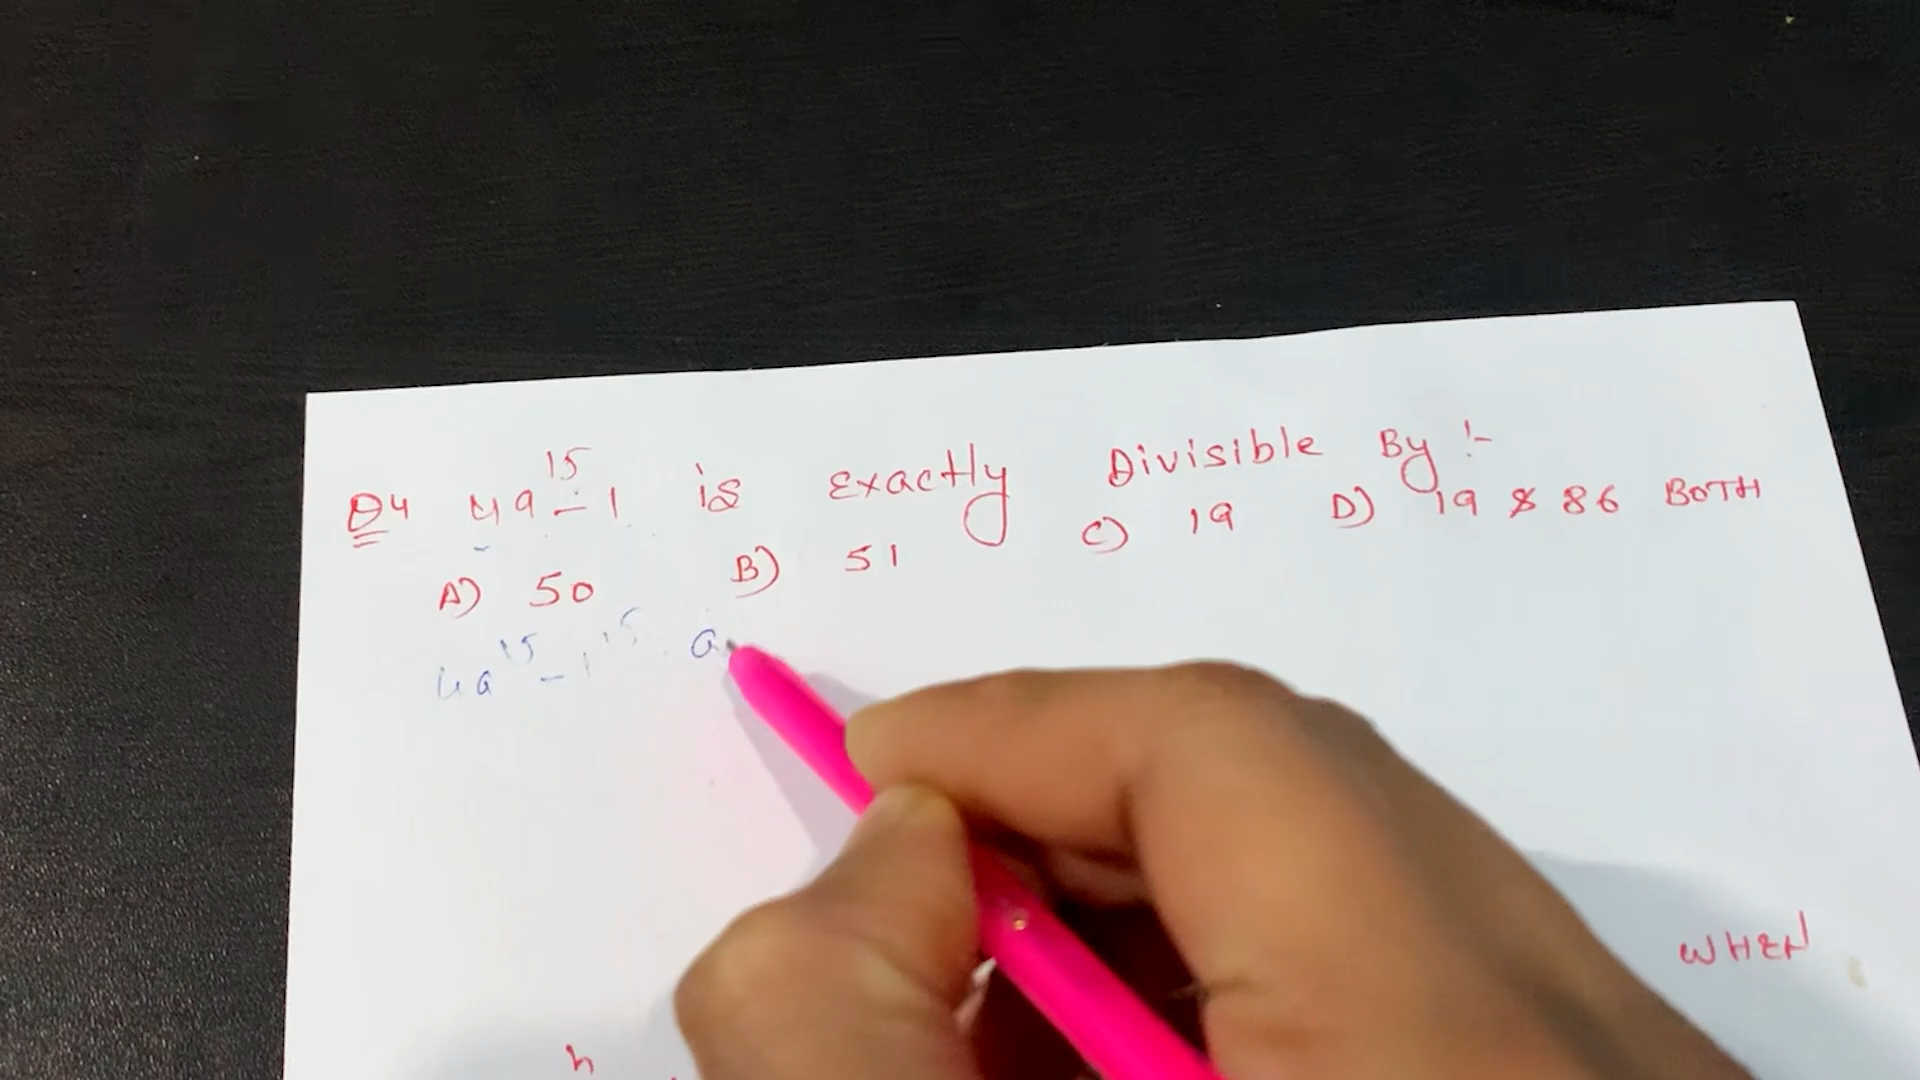 Q4 49^15 - 1 is Exactly Divisible By :-
A) 50 B) 51 C) 19 D) 19 & 86 BOTH
49^15 - 1^15 a
WHEN
n